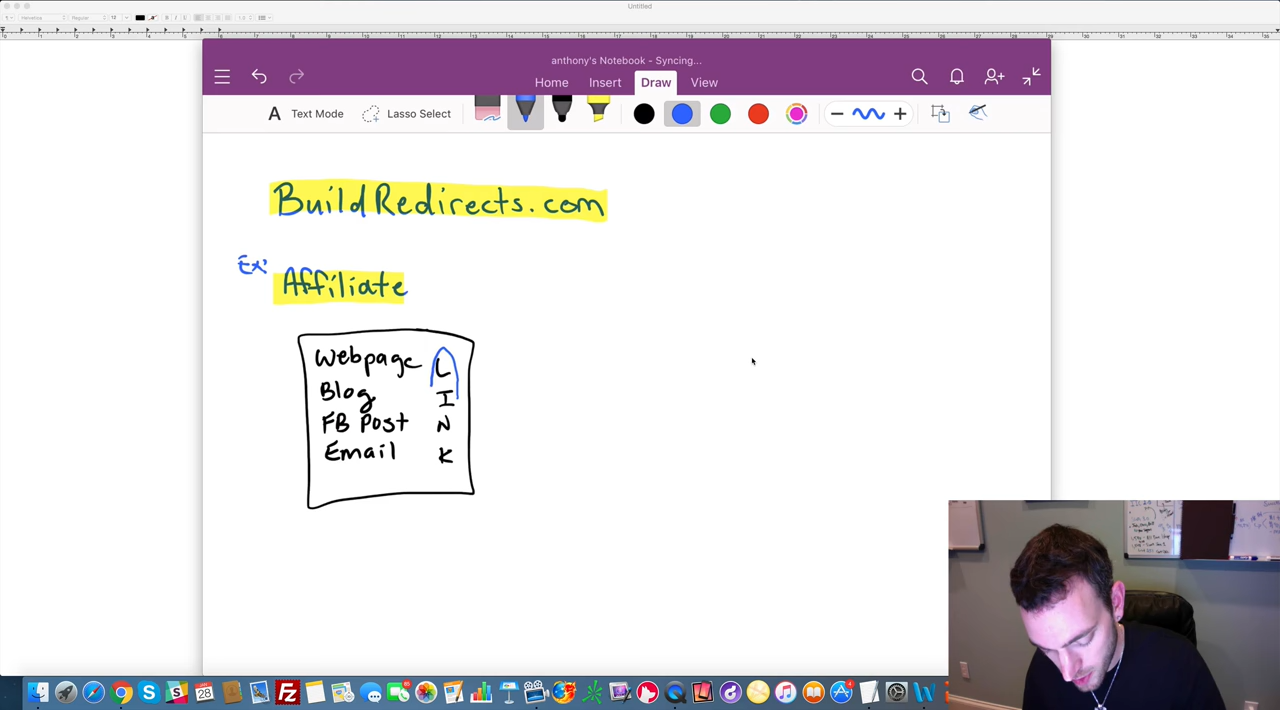 Untitled
anthony's Notebook - Syncing...
Home Insert Draw View
A Text Mode Lasso Select
BuildRedirects.com
Ex:
Affiliate
Webpage L
Blog I
FB Post N
Email K